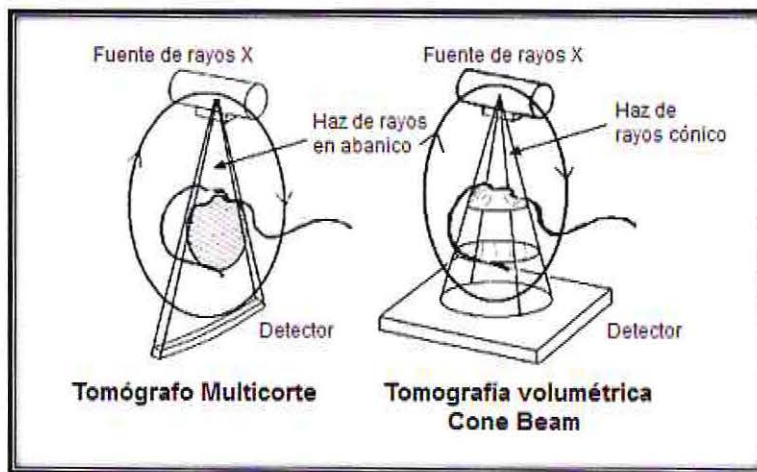 Fuente de rayos X
Haz de rayos
en abanico
Detector
Tomógrafo Multicorte
Fuente de rayos X
Haz de
rayos cónico
Detector
Tomografía volumétrica
Cone Beam